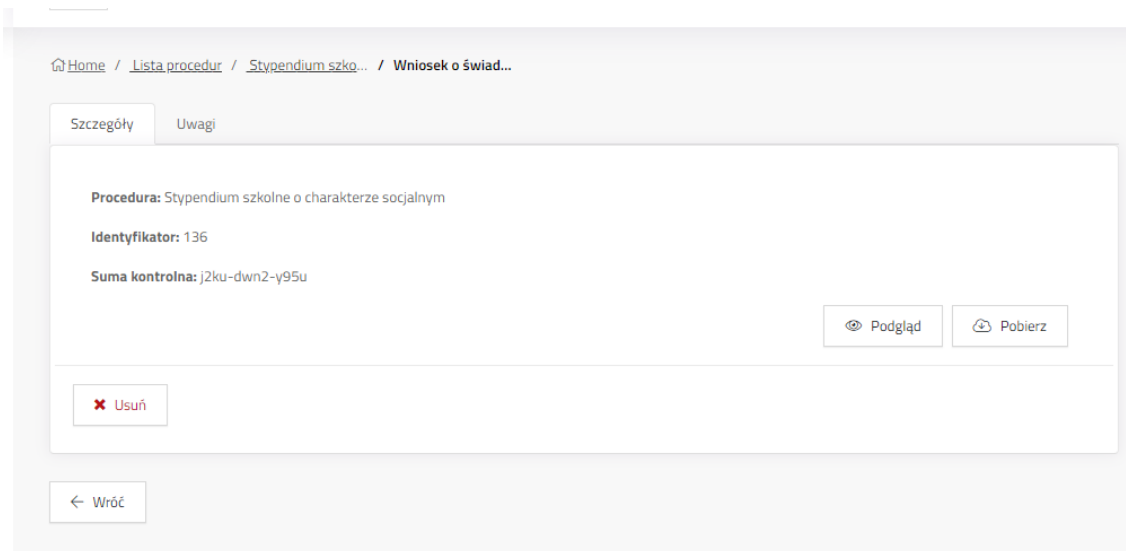 Home / Lista procedur / Stypendium szko... / Wniosek o świad...
Szczegóły Uwagi
Procedura: Stypendium szkolne o charakterze socjalnym
Identyfikator: 136
Suma kontrolna: j2ku-dwn2-y95u
Podgląd Pobierz
Usuń
Wróć